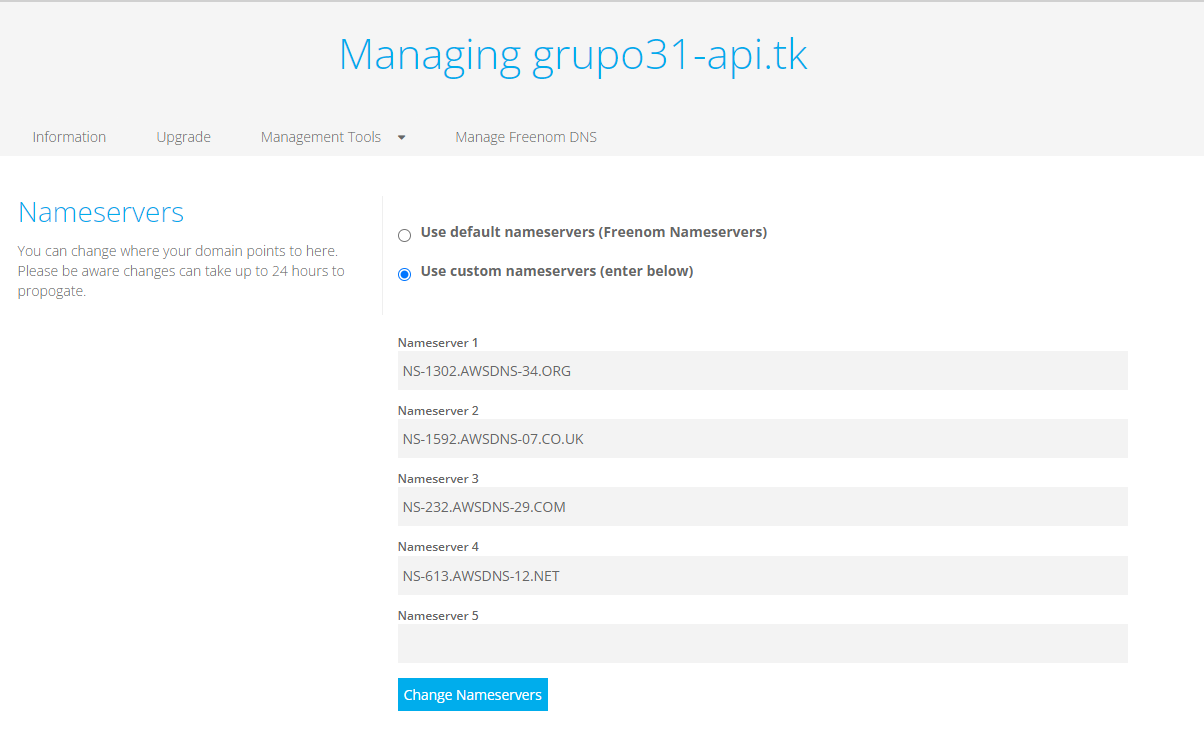 Managing grupo31-api.tk
Information
Upgrade
Management Tools
Manage Freenom DNS
Nameservers
You can change where your domain points to here.
Please be aware changes can take up to 24 hours to
propogate.
Use default nameservers (Freenom Nameservers)
Use custom nameservers (enter below)
Nameserver 1
NS-1302.AWSDNS-34.ORG
Nameserver 2
NS-1592.AWSDNS-07.CO.UK
Nameserver 3
NS-232.AWSDNS-29.COM
Nameserver 4
NS-613.AWSDNS-12.NET
Nameserver 5
Change Nameservers